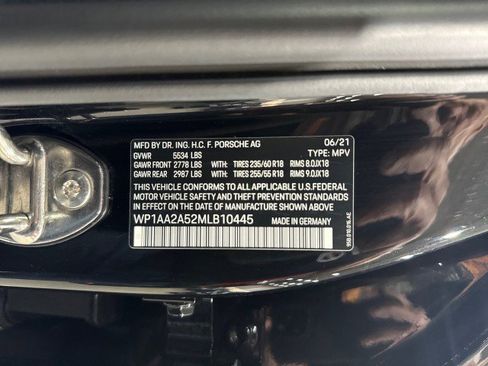 MFD BY DR. ING. H.C. F. PORSCHE AG 06/21
GVWR 5534 LBS TYPE: MPV
GAWR FRONT 2778 LBS WITH: TIRES 235/60 R18 RIMS 8.0JX18
GAWR REAR 2987 LBS WITH: TIRES 255/55 R18 RIMS 9.0JX18
THIS VEHICLE CONFORMS TO ALL APPLICABLE FEDERAL
MOTOR VEHICLE SAFETY AND THEFT PREVENTION STANDARDS
IN EFFECT ON THE DATE OF MANUFACTURE SHOWN ABOVE.
WP1AA2A52MLB10445 MADE IN GERMANY